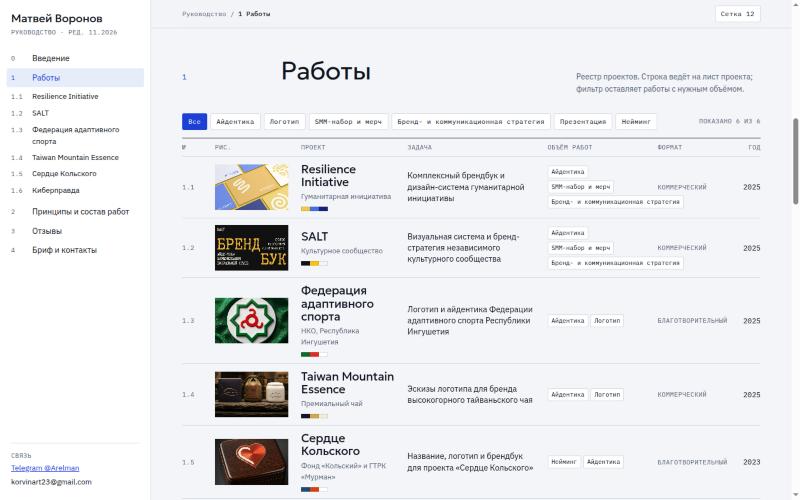 Матвей Воронов
РУКОВОДСТВО · РЕД. 11.2026
0 Введение
1 Работы
1.1 Resilience Initiative
1.2 SALT
1.3 Федерация адаптивного
спорта
1.4 Taiwan Mountain Essence
1.5 Сердце Кольского
1.6 Киберправда
2 Принципы и состав работ
3 Отзывы
4 Бриф и контакты
СВЯЗЬ
Telegram @Arelman
korvinart23@gmail.com
Руководство / 1 Работы
Сетка 12
1
Работы
Реестр проектов. Строка ведёт на лист проекта;
фильтр оставляет работы с нужным объёмом.
Все Айдентика Логотип SMM-набор и мерч Бренд- и коммуникационная стратегия Презентация Нейминг
ПОКАЗАНО 6 ИЗ 6
№ РИС. ПРОЕКТ ЗАДАЧА ОБЪЁМ РАБОТ ФОРМАТ ГОД
1.1
Resilience
Initiative
Гуманитарная инициатива
Комплексный брендбук и
дизайн-система гуманитарной
инициативы
Айдентика
SMM-набор и мерч
Бренд- и коммуникационная стратегия
КОММЕРЧЕСКИЙ
2025
1.2
БРЕНД
БУК
SALT
Культурное сообщество
Визуальная система и бренд-
стратегия независимого
культурного сообщества
Айдентика
SMM-набор и мерч
Бренд- и коммуникационная стратегия
КОММЕРЧЕСКИЙ
2025
1.3
Федерация
адаптивного
спорта
НКО, Республика
Ингушетия
Логотип и айдентика Федерации
адаптивного спорта Республики
Ингушетия
Айдентика Логотип
БЛАГОТВОРИТЕЛЬНЫЙ
2025
1.4
Taiwan Mountain
Essence
Премиальный чай
Эскизы логотипа для бренда
высокогорного тайваньского чая
Айдентика Логотип
КОММЕРЧЕСКИЙ
2025
1.5
Сердце
Кольского
Фонд «Кольский» и ГТРК
«Мурман»
Название, логотип и брендбук
для проекта «Сердце Кольского»
Нейминг Айдентика
БЛАГОТВОРИТЕЛЬНЫЙ
2023